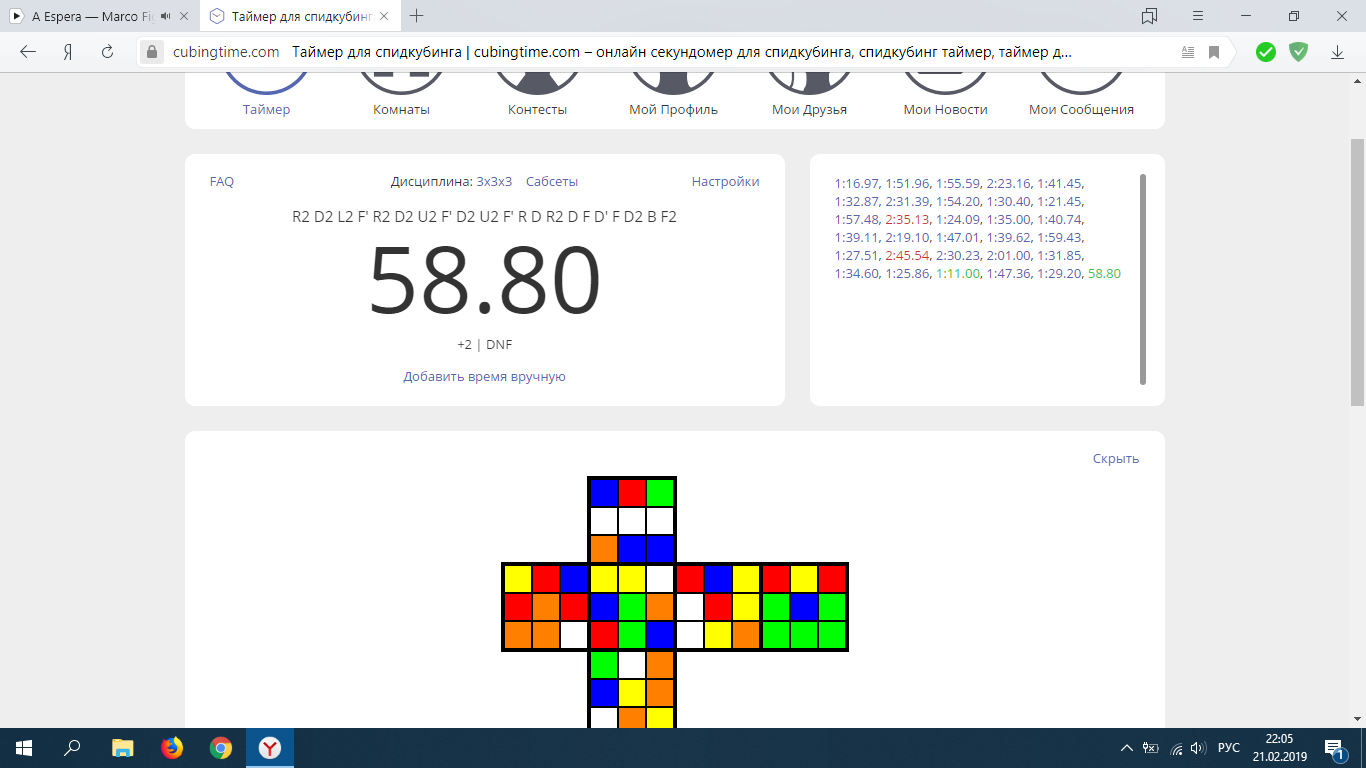 A Espera — Marco Fi
Таймер для спидкубинг
cubingtime.com Таймер для спидкубинга | cubingtime.com – онлайн секундомер для спидкубинга, спидкубинг таймер, таймер д...
Таймер Комнаты Контесты Мой Профиль Мои Друзья Мои Новости Мои Сообщения
FAQ Дисциплина: 3x3x3 Сабсеты Настройки
R2 D2 L2 F' R2 D2 U2 F' D2 U2 F' R D R2 D F D' F D2 B F2
58.80
+2 | DNF
Добавить время вручную
1:16.97, 1:51.96, 1:55.59, 2:23.16, 1:41.45,
1:32.87, 2:31.39, 1:54.20, 1:30.40, 1:21.45,
1:57.48, 2:35.13, 1:24.09, 1:35.00, 1:40.74,
1:39.11, 2:19.10, 1:47.01, 1:39.62, 1:59.43,
1:27.51, 2:45.54, 2:30.23, 2:01.00, 1:31.85,
1:34.60, 1:25.86, 1:11.00, 1:47.36, 1:29.20, 58.80
Скрыть
РУС
22:05
21.02.2019
1